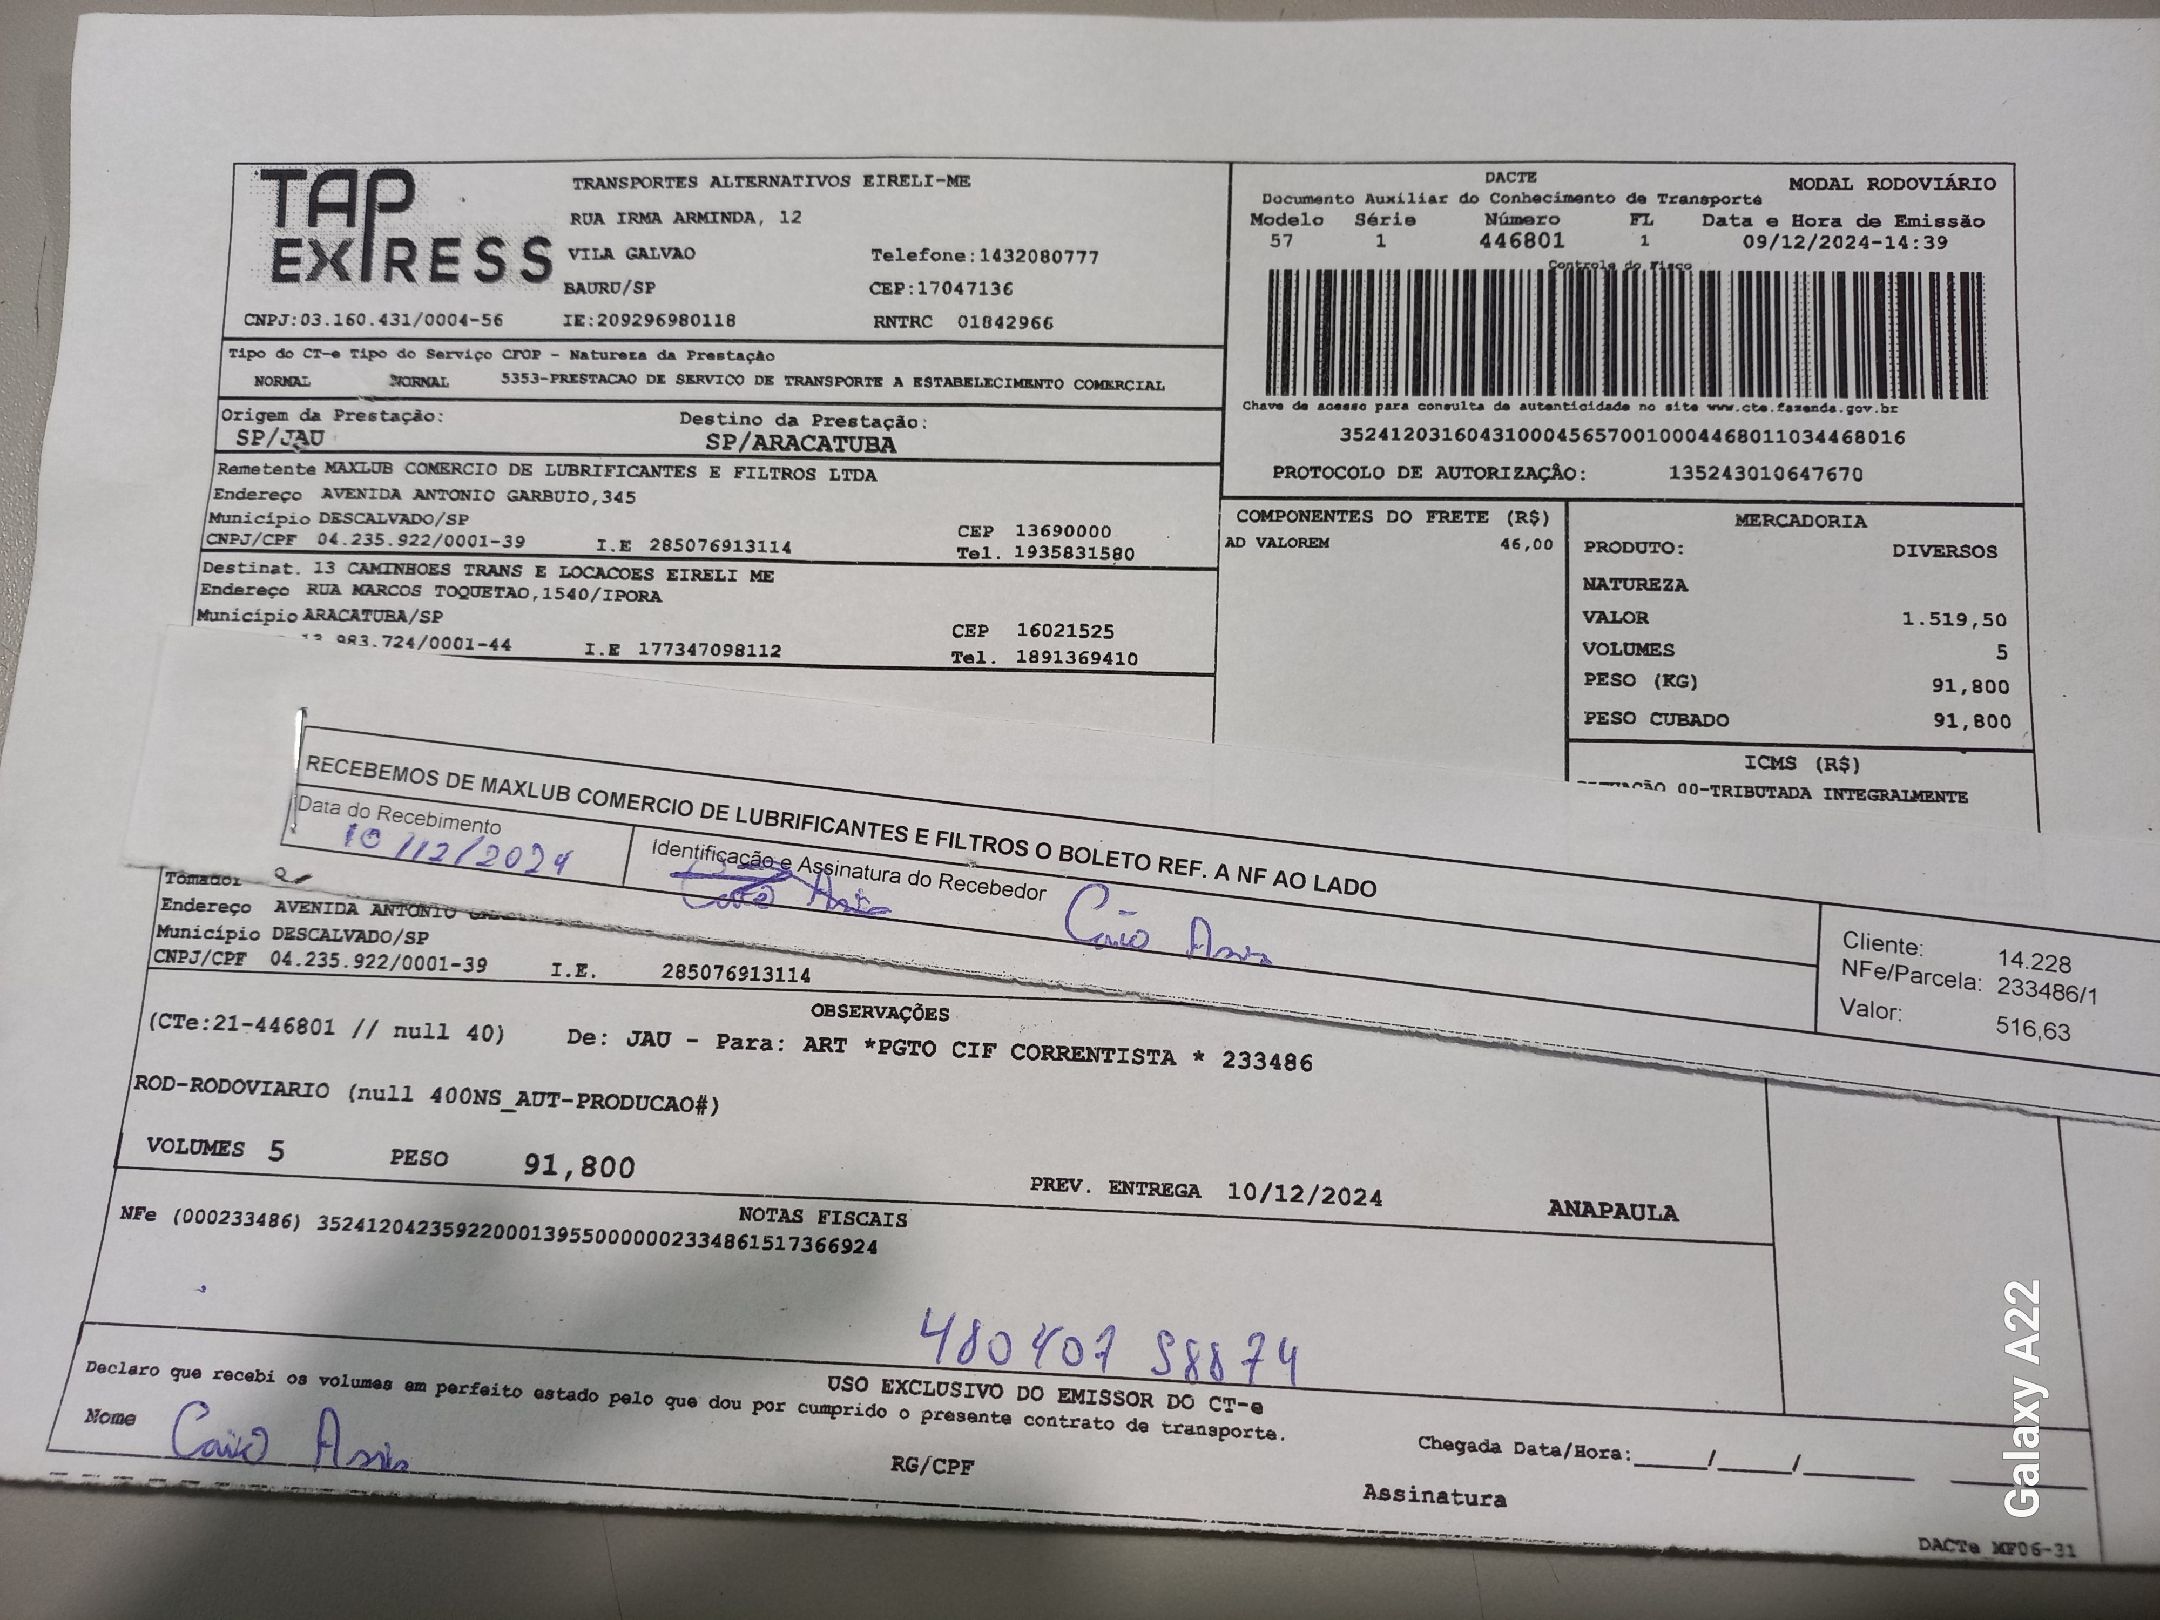 TAP EXPRESS
TRANSPORTES ALTERNATIVOS EIRELI-ME
RUA IRMA ARMINDA, 12
VILA GALVAO Telefone:1432080777
BAURU/SP CEP:17047136
CNPJ:03.160.431/0004-56 IE:209296980118 RNTRC 01842966
DACTE
Documento Auxiliar do Conhecimento de Transporte MODAL RODOVIÁRIO
Modelo Série Número FL Data e Hora de Emissão
57 1 446801 1 09/12/2024-14:39
Controle do Fisco
Chave de acesso para consulta de autenticidade no site www.cte.fazenda.gov.br
35241203160431000456570010004468011034468016
PROTOCOLO DE AUTORIZAÇÃO: 135243010647670
Tipo do CT-e Tipo do Serviço CFOP - Natureza da Prestação
NORMAL NORMAL 5353-PRESTACAO DE SERVICO DE TRANSPORTE A ESTABELECIMENTO COMERCIAL
Origem da Prestação: Destino da Prestação:
SP/JAU SP/ARACATUBA
Remetente MAXLUB COMERCIO DE LUBRIFICANTES E FILTROS LTDA
Endereço AVENIDA ANTONIO GARBUIO,345
Município DESCALVADO/SP CEP 13690000
CNPJ/CPF 04.235.922/0001-39 I.E 285076913114 Tel. 1935831580
Destinat. 13 CAMINHOES TRANS E LOCACOES EIRELI ME
Endereço RUA MARCOS TOQUETAO,1540/IPORA
Município ARACATUBA/SP CEP 16021525
983.724/0001-44 I.E 177347098112 Tel. 1891369410
COMPONENTES DO FRETE (R$)
AD VALOREM 46,00
MERCADORIA
PRODUTO: DIVERSOS
NATUREZA
VALOR 1.519,50
VOLUMES 5
PESO (KG) 91,800
PESO CUBADO 91,800
ICMS (R$)
00-TRIBUTADA INTEGRALMENTE
RECEBEMOS DE MAXLUB COMERCIO DE LUBRIFICANTES E FILTROS O BOLETO REF. A NF AO LADO
Data do Recebimento Identificação e Assinatura do Recebedor
10/12/2024 Caio Assis Caio Assis
Cliente: 14.228
NFe/Parcela: 233486/1
Valor: 516,63
Tomador
Endereço AVENIDA ANTONIO
Município DESCALVADO/SP
CNPJ/CPF 04.235.922/0001-39 I.E. 285076913114
OBSERVAÇÕES
(CTe:21-446801 // null 40) De: JAU - Para: ART *PGTO CIF CORRENTISTA * 233486
ROD-RODOVIARIO (null 400NS_AUT-PRODUCAO#)
VOLUMES 5 PESO 91,800 PREV. ENTREGA 10/12/2024 ANAPAULA
NOTAS FISCAIS
NFe (000233486) 35241204235922000139550000002334861517366924
48040798874
USO EXCLUSIVO DO EMISSOR DO CT-e
Declaro que recebi os volumes em perfeito estado pelo que dou por cumprido o presente contrato de transporte.
Nome Caio Assis RG/CPF Chegada Data/Hora:_____/_____/_______
Assinatura
DACTe MF06-31
Galaxy A22